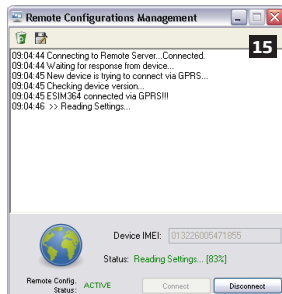 Remote Configurations Management
15
09:04:44 Connecting to Remote Server...Connected.
09:04:44 Waiting for response from device...
09:04:45 New device is trying to connect via GPRS...
09:04:45 Checking device version...
09:04:45 ESIM364 connected via GPRS!!!
09:04:46 >> Reading Settings...
Device IMEI: 013226005471855
Status: Reading Settings... [83%]
Remote Config. Status: ACTIVE
Connect
Disconnect